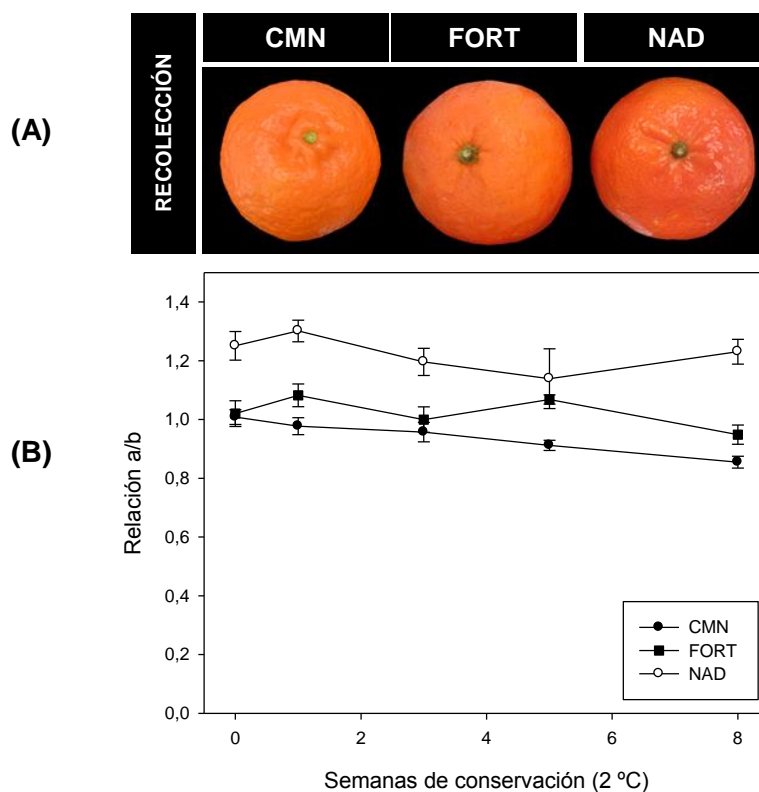 CMN FORT NAD
RECOLECCIÓN
(A)
(B)
Relación a/b
1,4
1,2
1,0
0,8
0,6
0,4
0,2
0,0
CMN
FORT
NAD
0 2 4 6 8
Semanas de conservación (2 ºC)